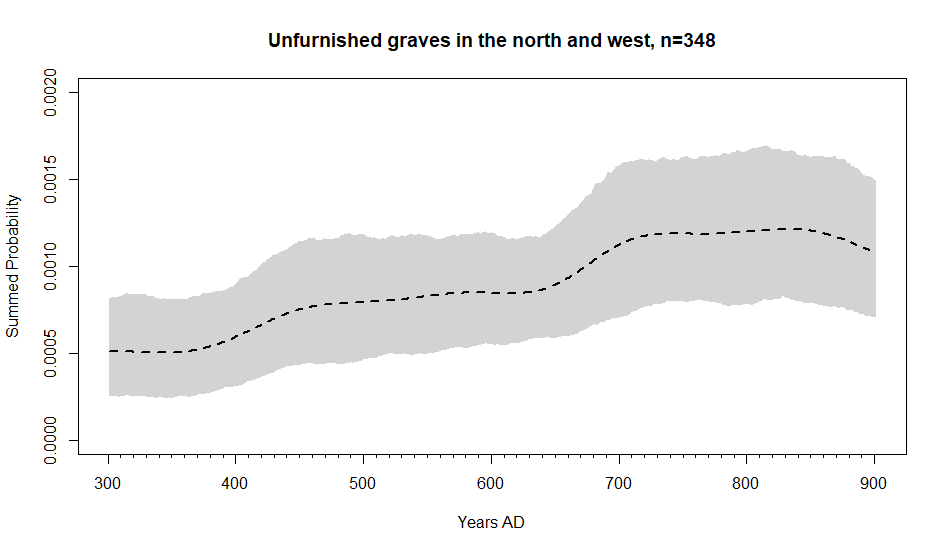 Unfurnished graves in the north and west, n=348
Summed Probability
0.0020
0.0015
0.0010
0.0005
0.0000
300 400 500 600 700 800 900
Years AD